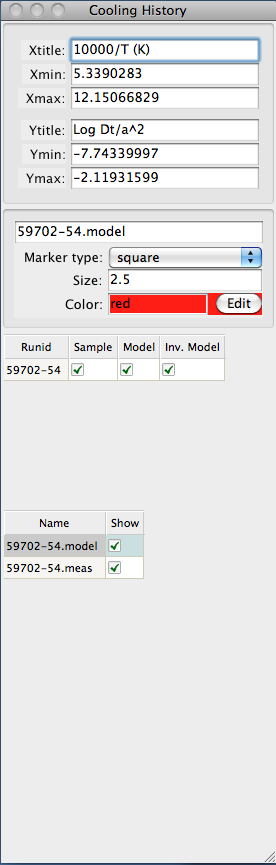 Cooling History
Xtitle: 10000/T (K)
Xmin: 5.3390283
Xmax: 12.15066829
Ytitle: Log Dt/a^2
Ymin: -7.74339997
Ymax: -2.11931599
59702-54.model
Marker type: square
Size: 2.5
Color: red Edit
Runid Sample Model Inv. Model
59702-54
Name Show
59702-54.model
59702-54.meas